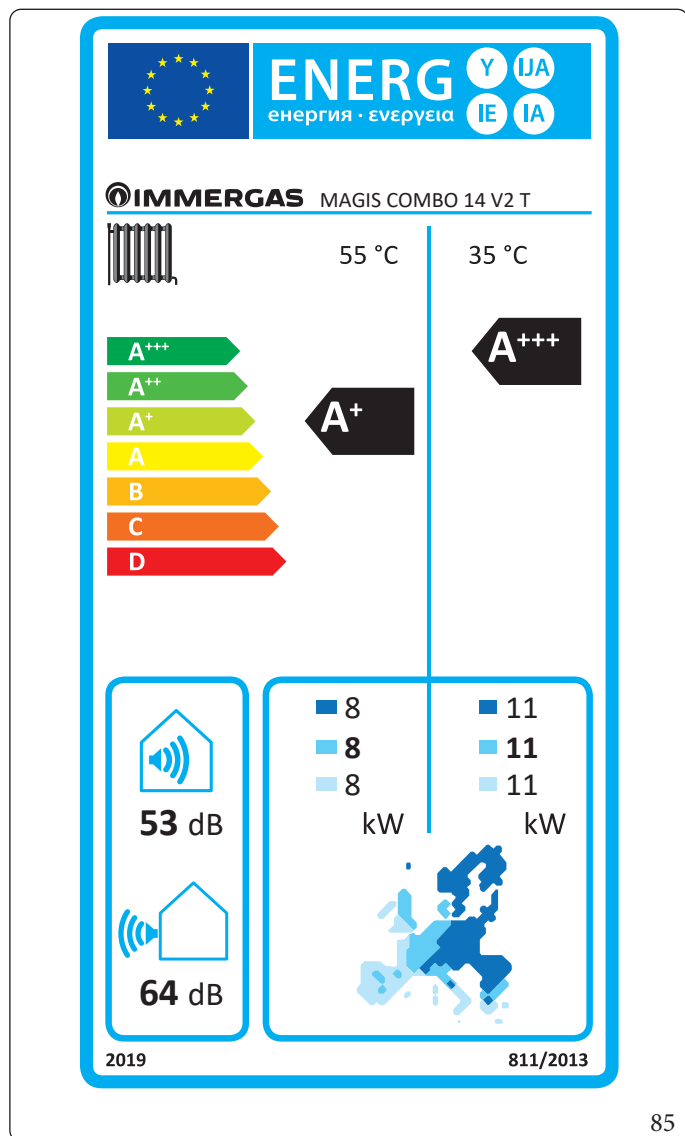 ENERG Y IJA
енергия · ενεργεια IE IA
IMMERGAS MAGIS COMBO 14 V2 T
55 °C 35 °C
A+++ A+++
A++
A+ A+
A
B
C
D
8 11
8 11
8 11
kW kW
53 dB
64 dB
2019 811/2013
85